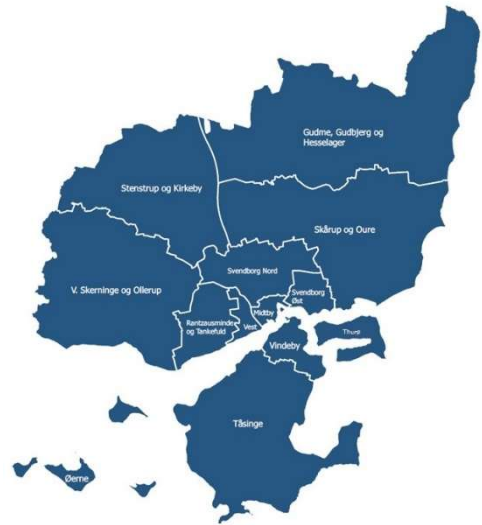 Gudme, Gudbjerg og
Hesselager
Stenstrup og Kirkeby
Skårup og Oure
Svendborg Nord
V. Skerninge og Ollerup
Svendborg
Øst
Midtby
Rantzausminde
og Tankefuld
Vest
Thurø
Vindeby
Tåsinge
Øerne